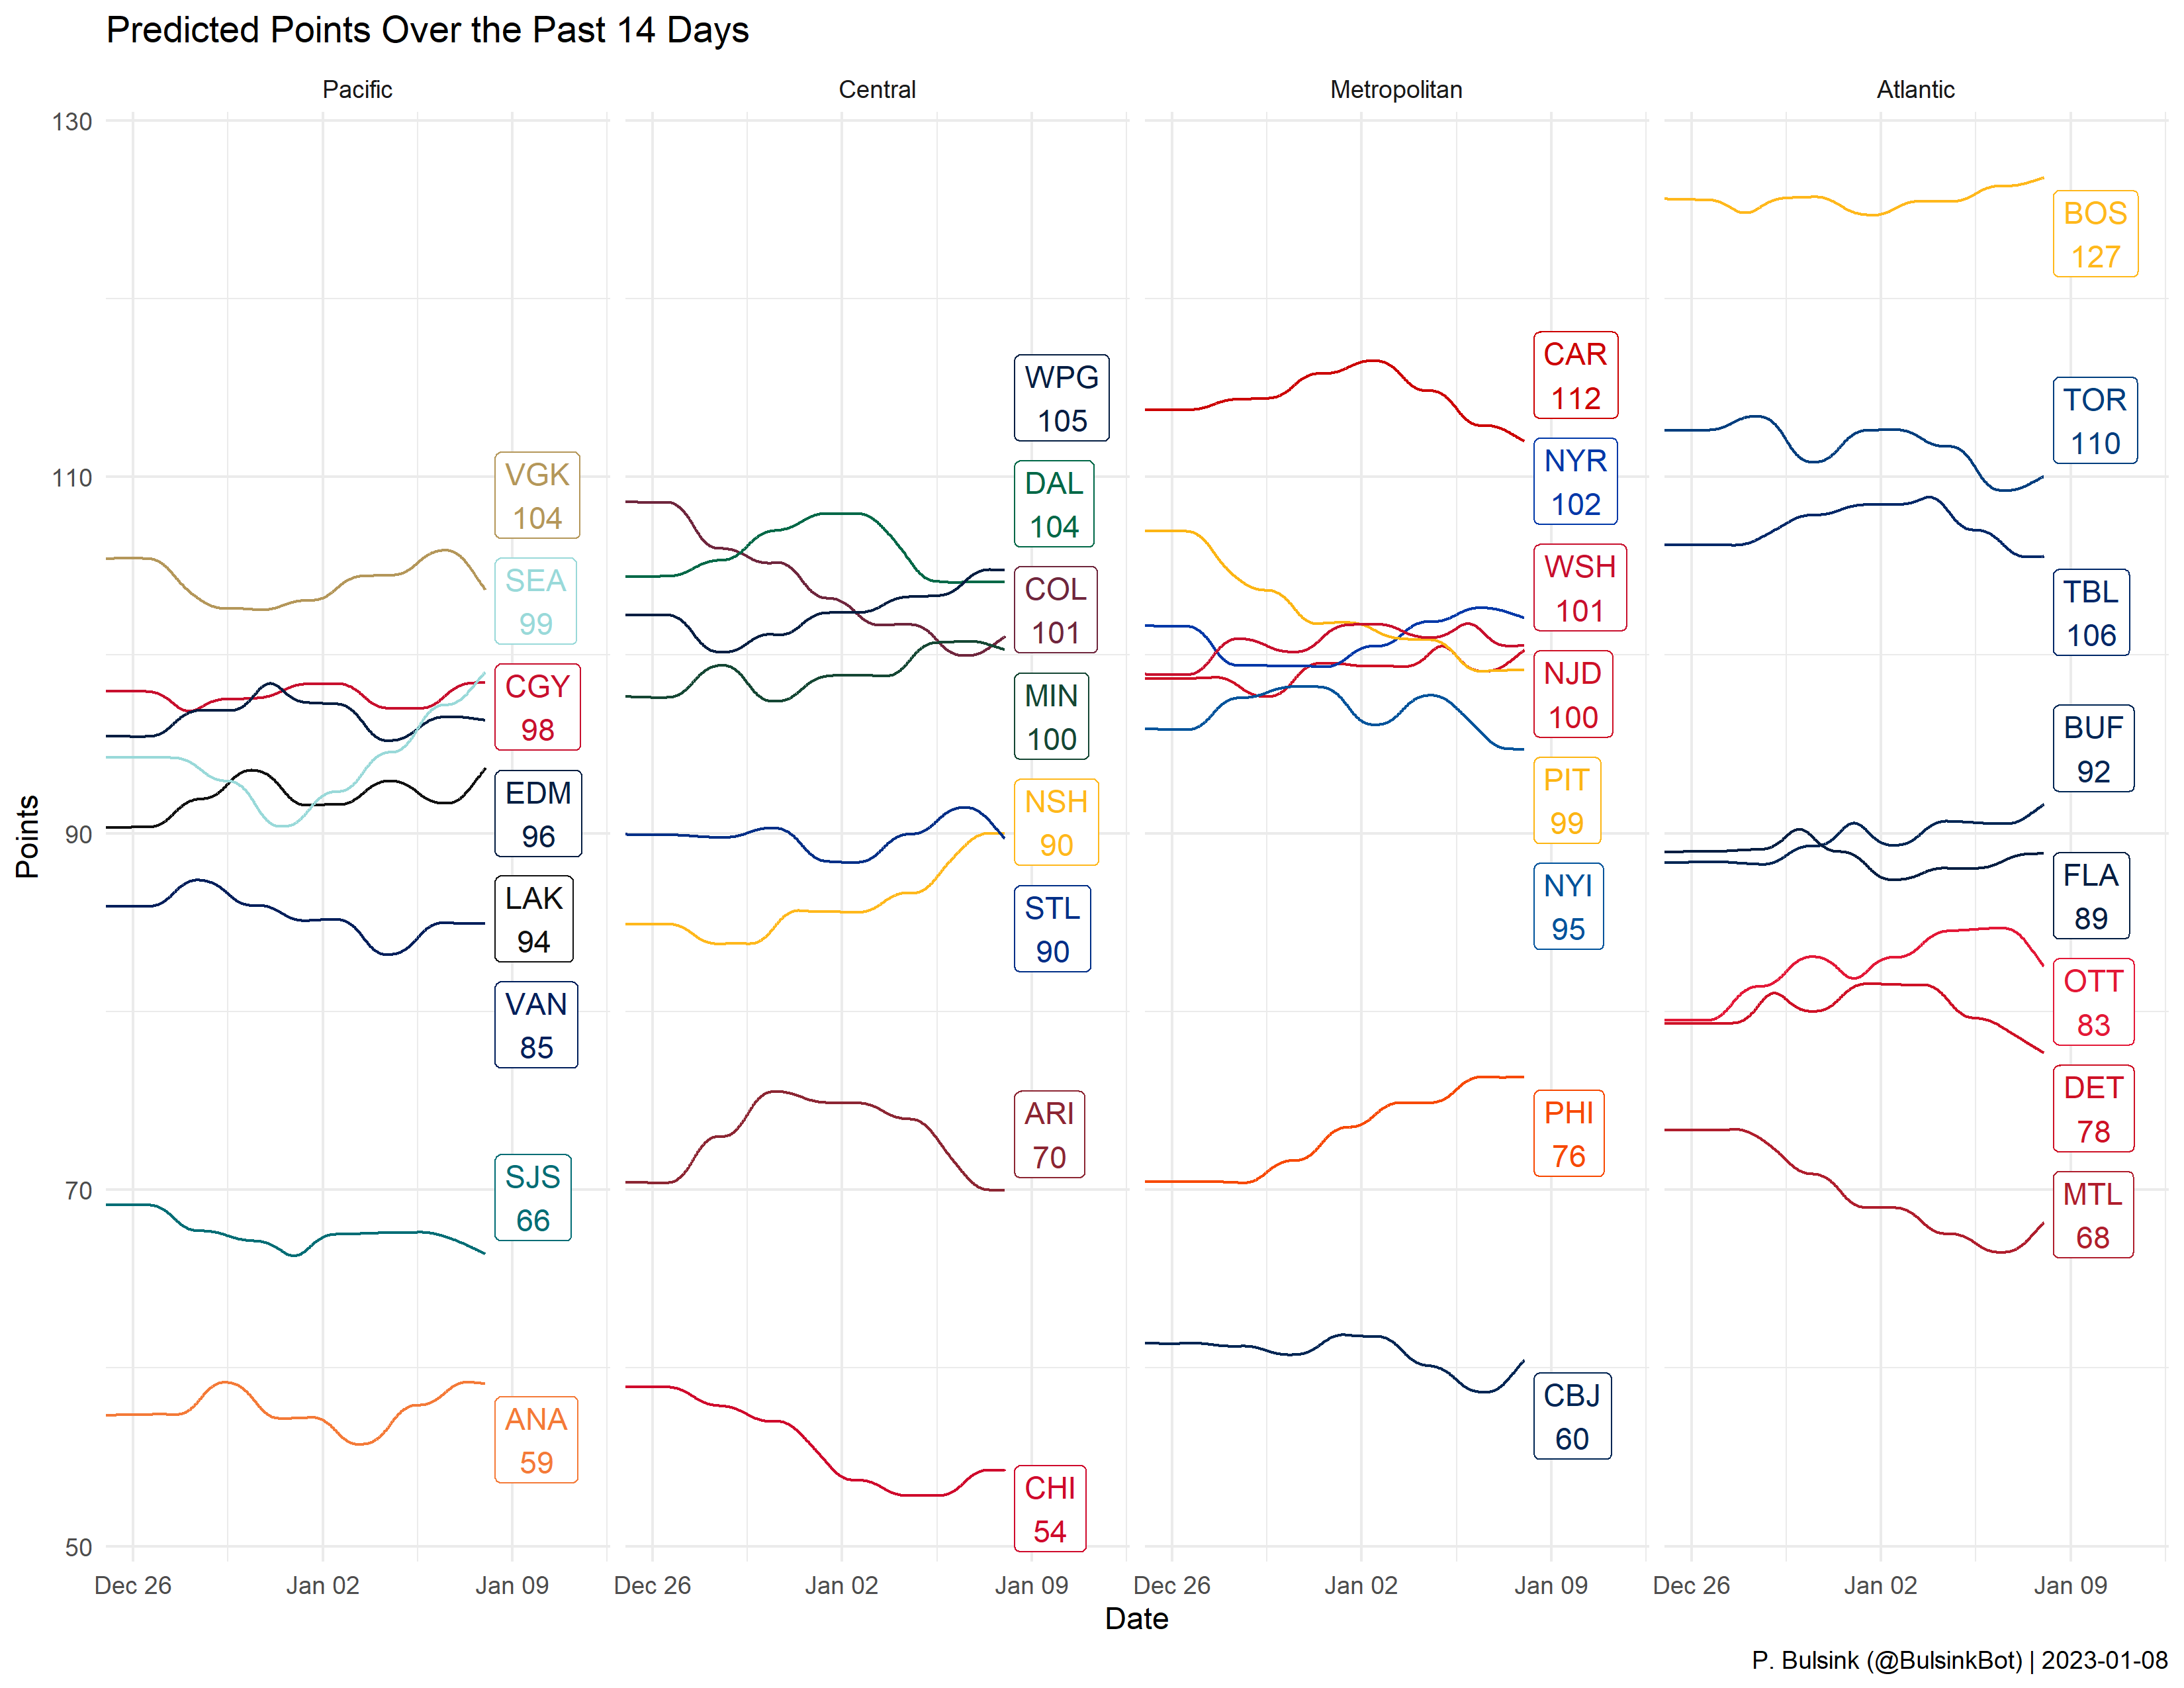 Predicted Points Over the Past 14 Days
Pacific
Central
Metropolitan
Atlantic
Points
130
110
90
70
50
VGK
104
SEA
99
CGY
98
EDM
96
LAK
94
VAN
85
SJS
66
ANA
59
WPG
105
DAL
104
COL
101
MIN
100
NSH
90
STL
90
ARI
70
CHI
54
CAR
112
NYR
102
WSH
101
NJD
100
PIT
99
NYI
95
PHI
76
CBJ
60
BOS
127
TOR
110
TBL
106
BUF
92
FLA
89
OTT
83
DET
78
MTL
68
Dec 26 Jan 02 Jan 09
Dec 26 Jan 02 Jan 09
Dec 26 Jan 02 Jan 09
Dec 26 Jan 02 Jan 09
Date
P. Bulsink (@BulsinkBot) | 2023-01-08